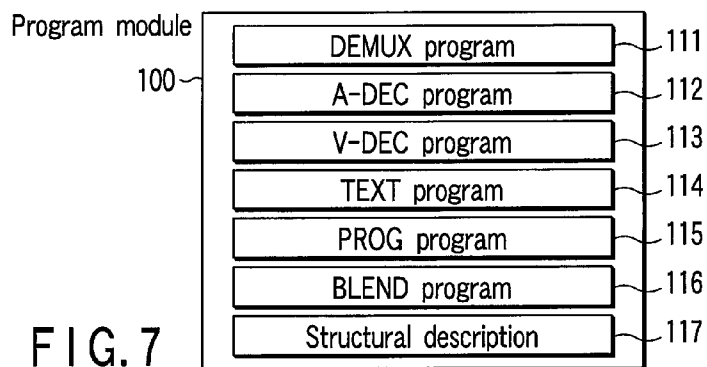 Program module
100
DEMUX program 111
A-DEC program 112
V-DEC program 113
TEXT program 114
PROG program 115
BLEND program 116
Structural description 117
FIG. 7